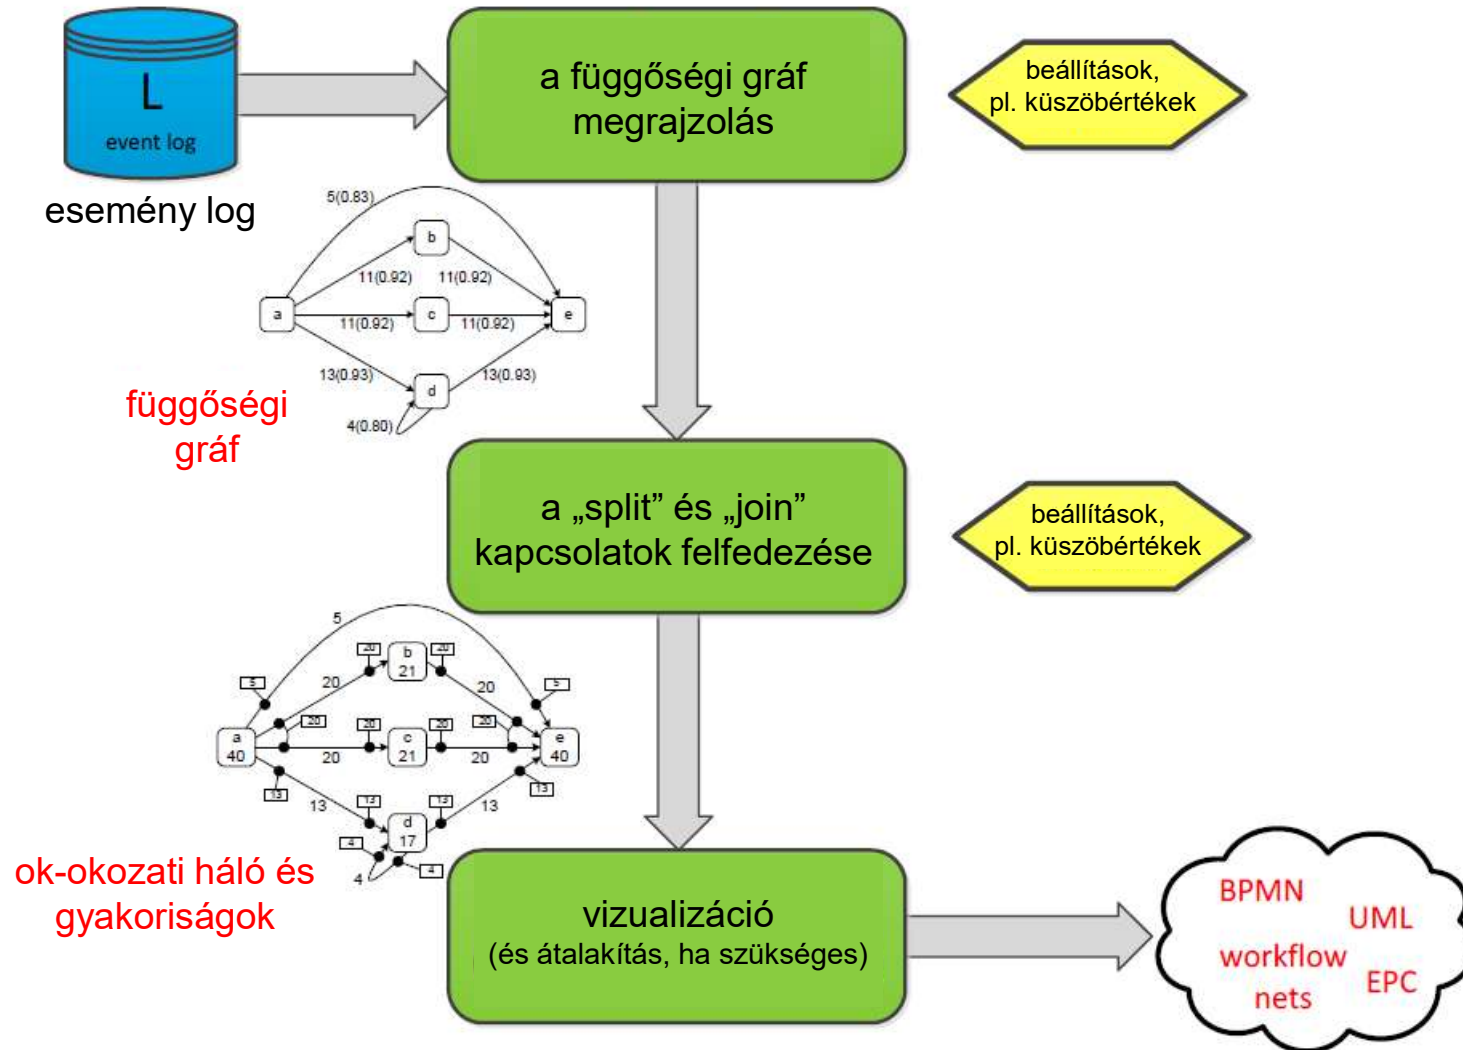 L
event log
esemény log
a függőségi gráf
megrajzolás
beállítások,
pl. küszöbértékek
5(0.83)
b
11(0.92)
11(0.92)
a
c
e
11(0.92)
11(0.92)
13(0.93)
13(0.93)
d
4(0.80)
függőségi
gráf
a „split” és „join”
kapcsolatok felfedezése
beállítások,
pl. küszöbértékek
5
20
b
21
20
5
20
20
5
20
20
20
20
a
40
c
21
e
40
20
20
13
13
13
13
13
13
d
17
4
4
4
ok-okozati háló és
gyakoriságok
vizualizáció
(és átalakítás, ha szükséges)
BPMN
UML
workflow
nets
EPC